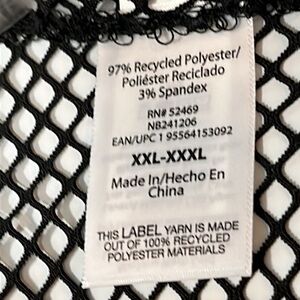 97% Recycled Polyester/
Poliéster Reciclado
3% Spandex
RN# 52469
NB241206
EAN/UPC 1 95564153092
XXL-XXXL
Made In/Hecho En
China
THIS LABEL YARN IS MADE
OUT OF 100% RECYCLED
POLYESTER MATERIALS